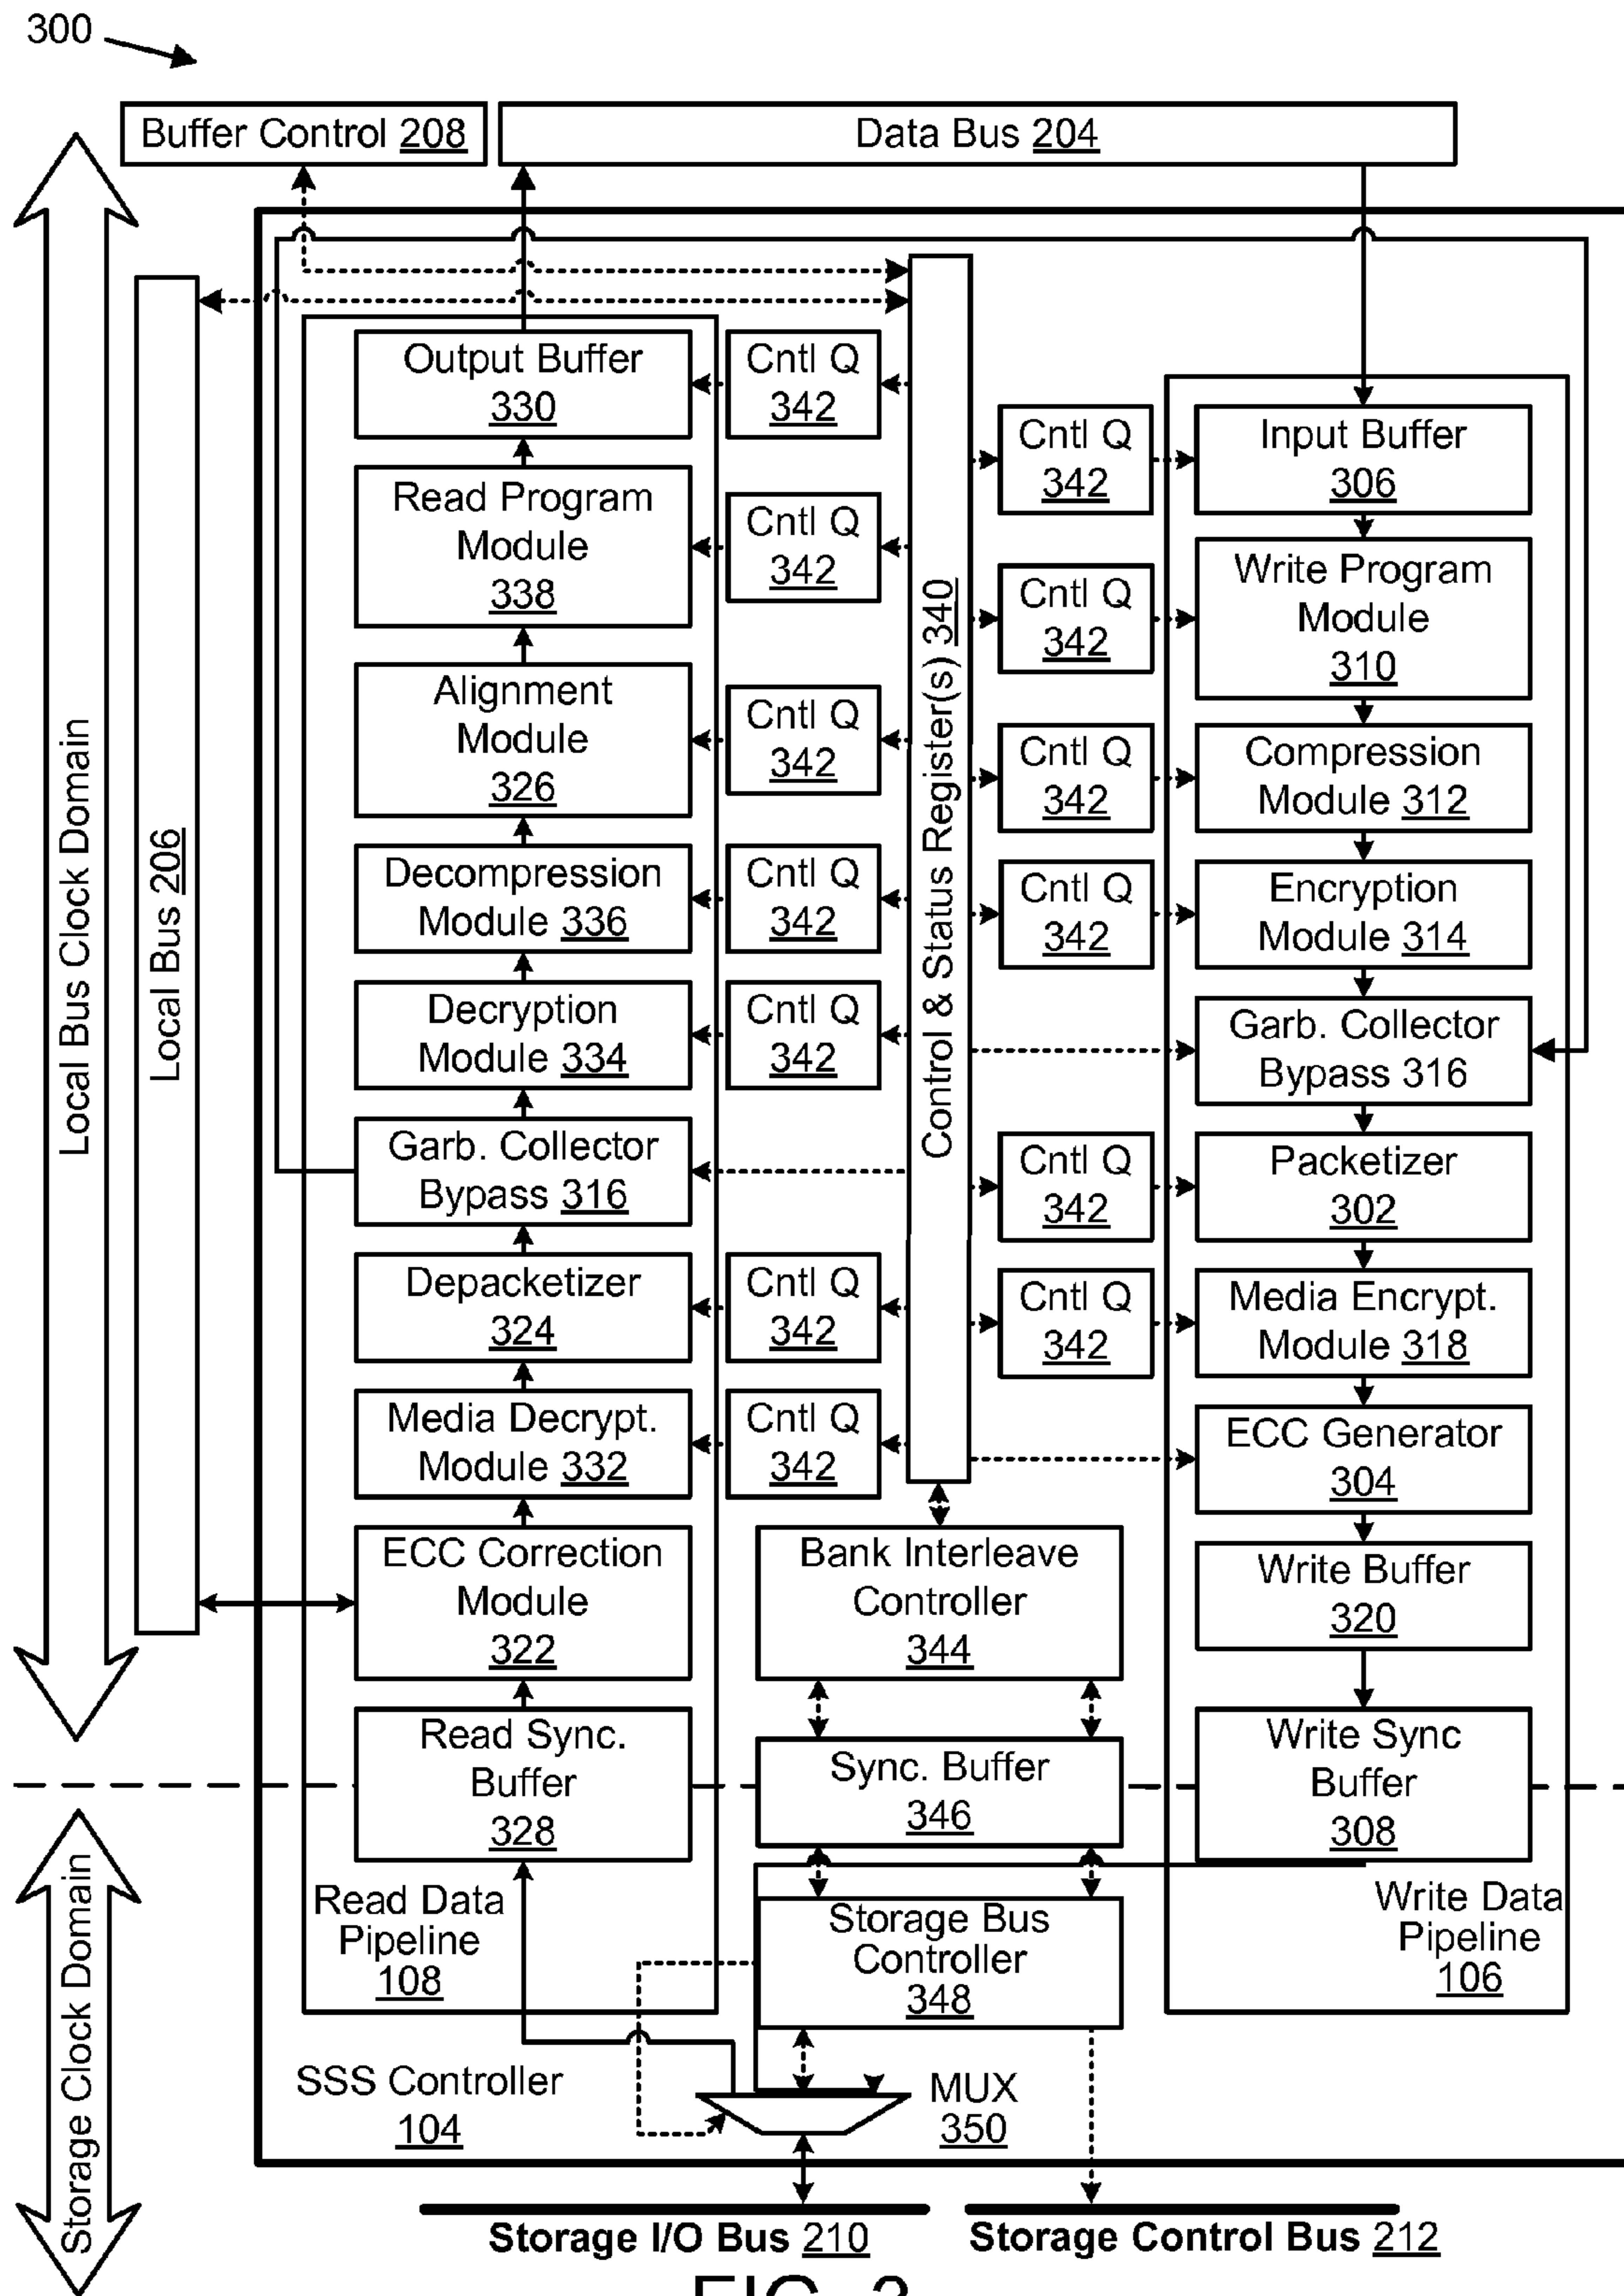 300
Buffer Control 208
Data Bus 204
Local Bus Clock Domain
Local Bus 206
Output Buffer
330
Read Program
Module
338
Alignment
Module
326
Decompression
Module 336
Decryption
Module 334
Garb. Collector
Bypass 316
Depacketizer
324
Media Decrypt.
Module 332
ECC Correction
Module
322
Read Sync.
Buffer
328
Read Data
Pipeline
108
Cntl Q
342
Cntl Q
342
Cntl Q
342
Cntl Q
342
Cntl Q
342
Cntl Q
342
Cntl Q
342
Control & Status Register(s) 340
Bank Interleave
Controller
344
Sync. Buffer
346
Storage Bus
Controller
348
Cntl Q
342
Cntl Q
342
Cntl Q
342
Cntl Q
342
Cntl Q
342
Cntl Q
342
Input Buffer
306
Write Program
Module
310
Compression
Module 312
Encryption
Module 314
Garb. Collector
Bypass 316
Packetizer
302
Media Encrypt.
Module 318
ECC Generator
304
Write Buffer
320
Write Sync
Buffer
308
Write Data
Pipeline
106
Storage Clock Domain
SSS Controller
104
MUX
350
Storage I/O Bus 210
Storage Control Bus 212